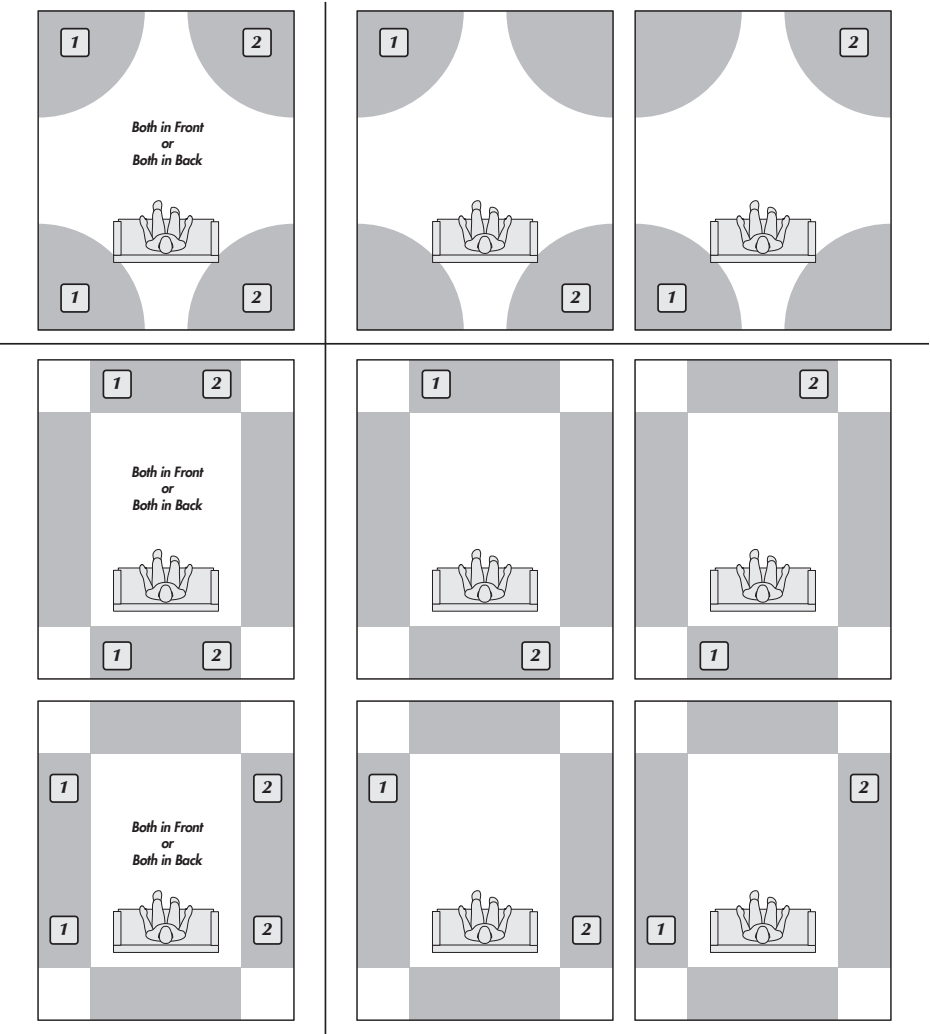 1 2 1 2
Both in Front
or
Both in Back
1 2 2 1
1 2 1 2
Both in Front
or
Both in Back
1 2 2 1
1 2 1 2
Both in Front
or
Both in Back
1 2 2 1